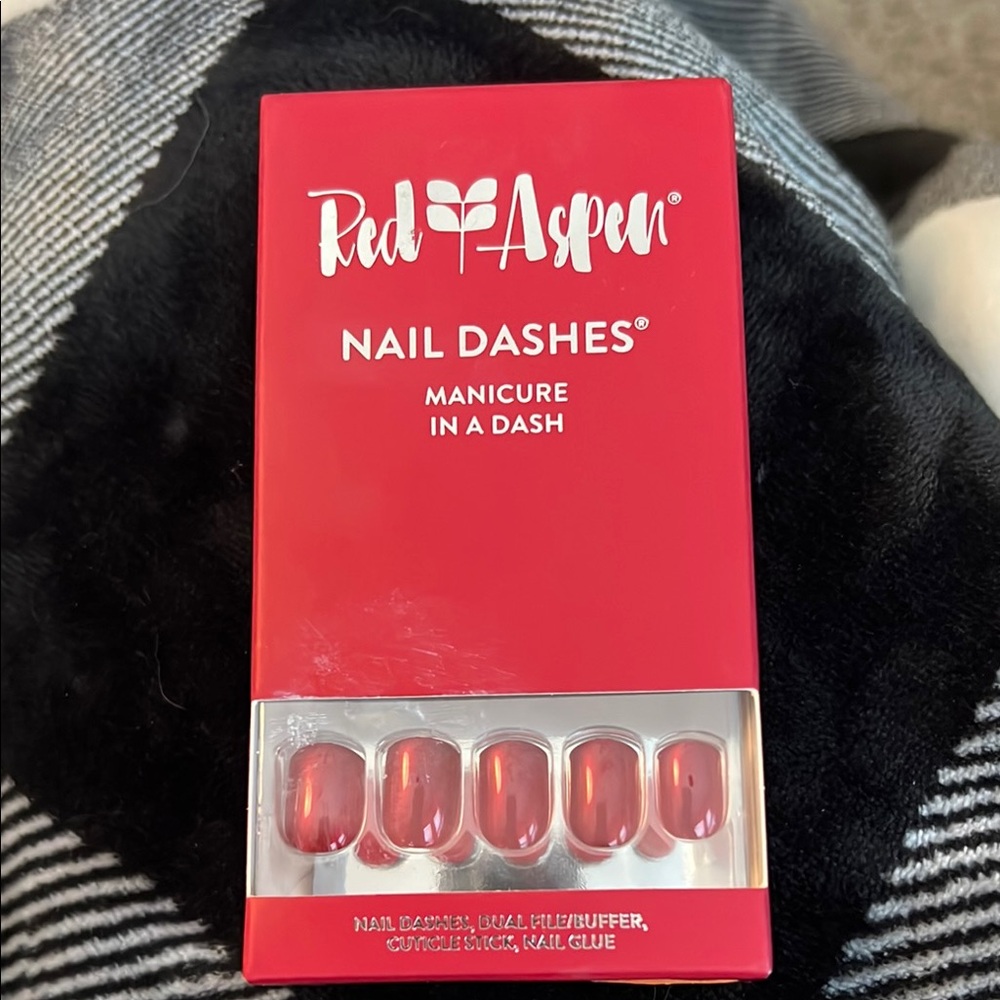 Red Aspen®
NAIL DASHES®
MANICURE
IN A DASH
NAIL DASHES, DUAL FILE/BUFFER,
CUTICLE STICK, NAIL GLUE